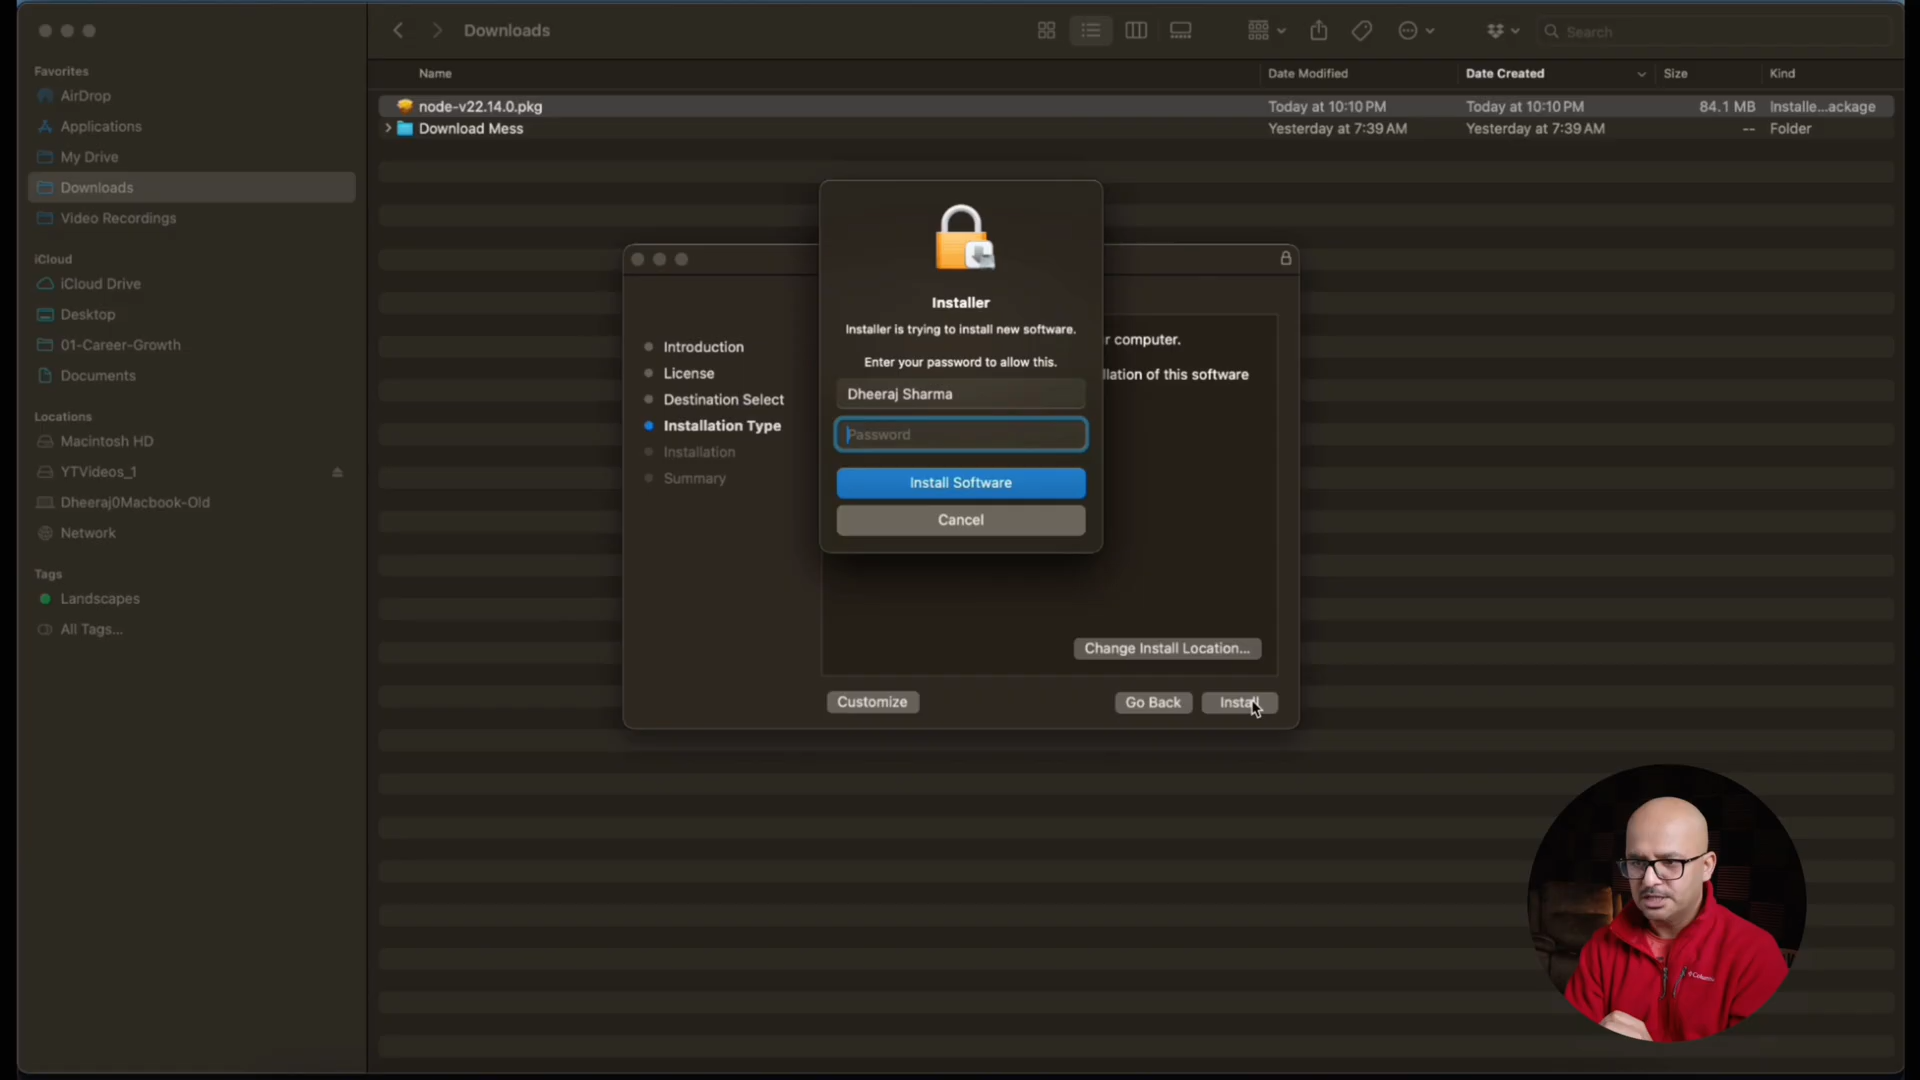 Downloads
Search
Favorites
AirDrop
Applications
My Drive
Downloads
Video Recordings
iCloud
iCloud Drive
Desktop
01-Career-Growth
Documents
Locations
Macintosh HD
YTVideos_1
Dheeraj0Macbook-Old
Network
Tags
Landscapes
All Tags...
Name Date Modified Date Created Size Kind
node-v22.14.0.pkg Today at 10:10 PM Today at 10:10 PM 84.1 MB Installe...ackage
Download Mess Yesterday at 7:39 AM Yesterday at 7:39 AM -- Folder
Introduction
License
Destination Select
Installation Type
Installation
Summary
Installer
Installer is trying to install new software.
Enter your password to allow this.
Dheeraj Sharma
Password
Install Software
Cancel
r computer.
llation of this software
Change Install Location...
Customize Go Back Install
Columbia